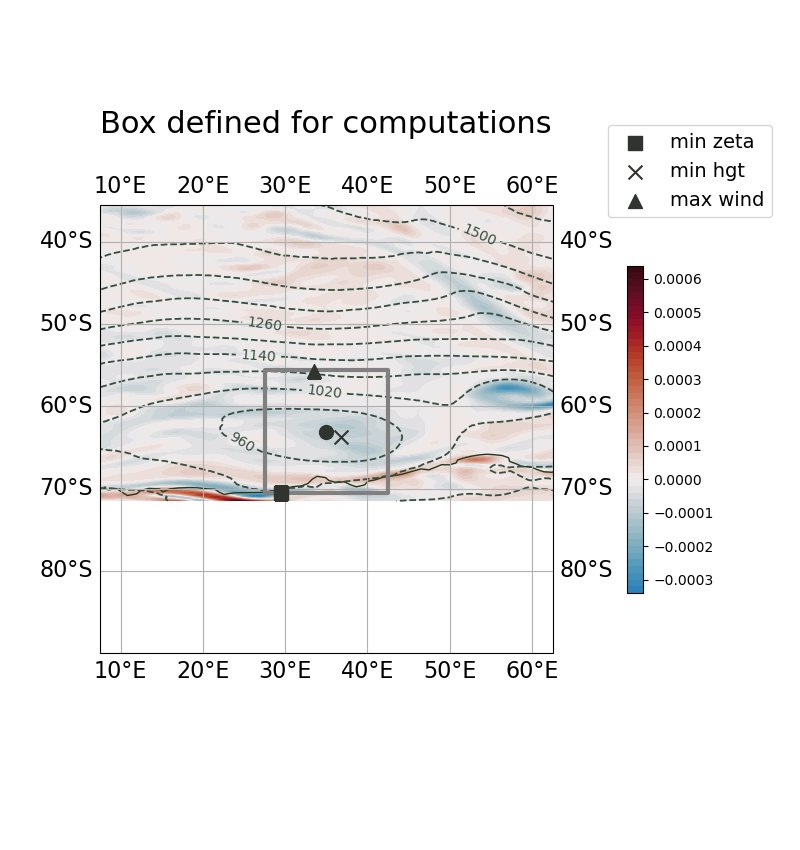 Box defined for computations
min zeta
min hgt
max wind
10°E 20°E 30°E 40°E 50°E 60°E
40°S 40°S
50°S 50°S
60°S 60°S
70°S 70°S
80°S 80°S
1500
1260
1140
1020
960
10°E 20°E 30°E 40°E 50°E 60°E
0.0006
0.0005
0.0004
0.0003
0.0002
0.0001
0.0000
−0.0001
−0.0002
−0.0003